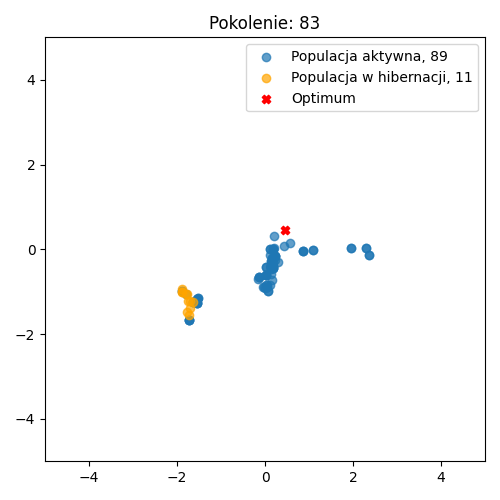 Pokolenie: 83
Populacja aktywna, 89
Populacja w hibernacji, 11
Optimum
4
2
0
−2
−4
−4
−2
0
2
4